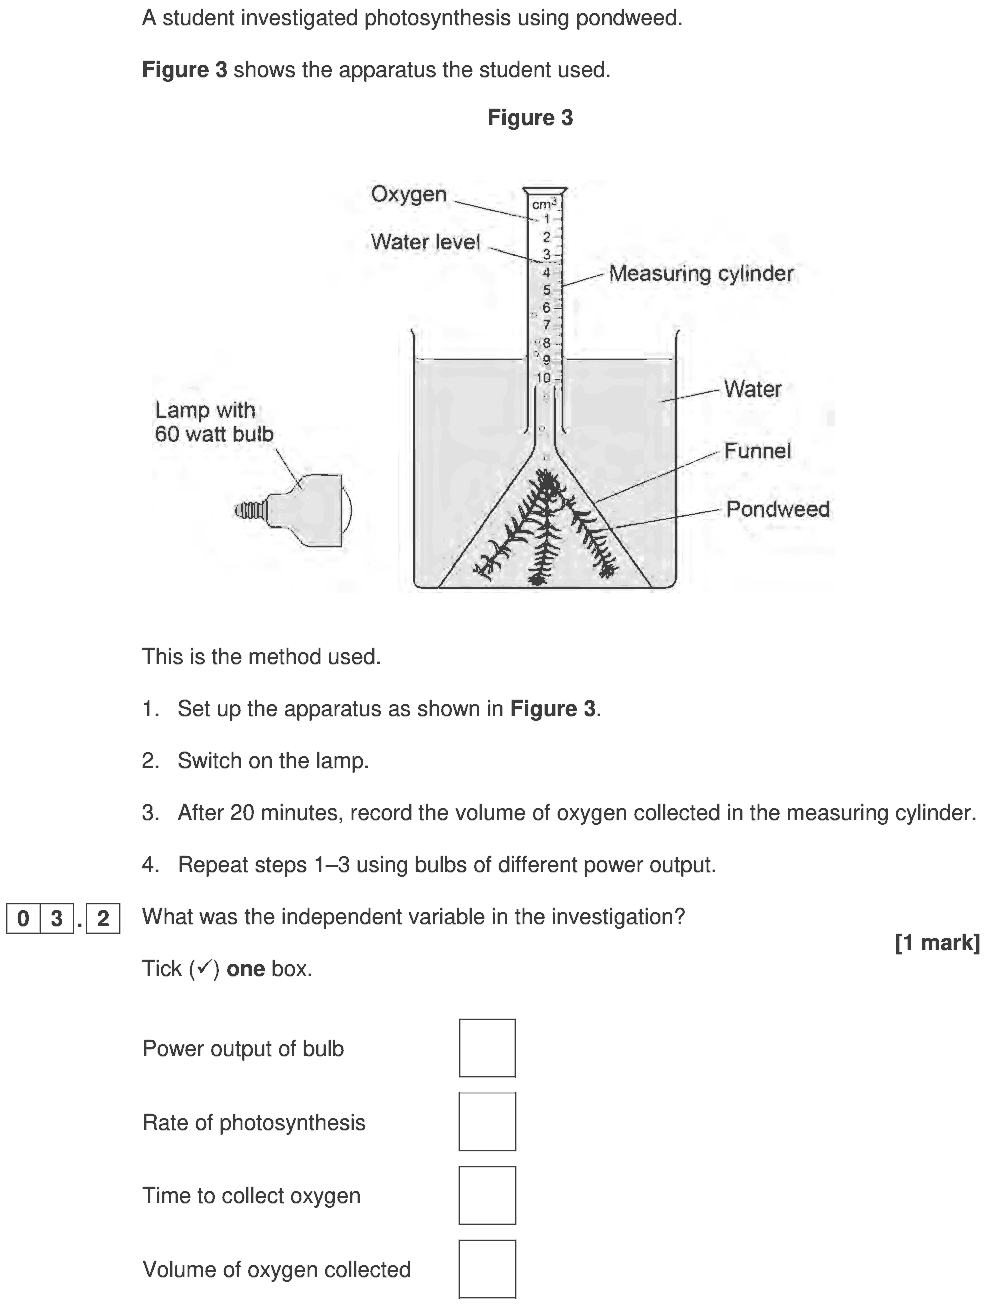 A student investigated photosynthesis using pondweed.
Figure 3 shows the apparatus the student used.
Figure 3
Oxygen
cm³
1
Water level
2
3
4
Measuring cylinder
5
6
7
8
9
10
Water
Lamp with
60 watt bulb
Funnel
Pondweed
This is the method used.
1. Set up the apparatus as shown in Figure 3.
2. Switch on the lamp.
3. After 20 minutes, record the volume of oxygen collected in the measuring cylinder.
4. Repeat steps 1–3 using bulbs of different power output.
0 3 . 2 What was the independent variable in the investigation?
[1 mark]
Tick (✓) one box.
Power output of bulb
Rate of photosynthesis
Time to collect oxygen
Volume of oxygen collected